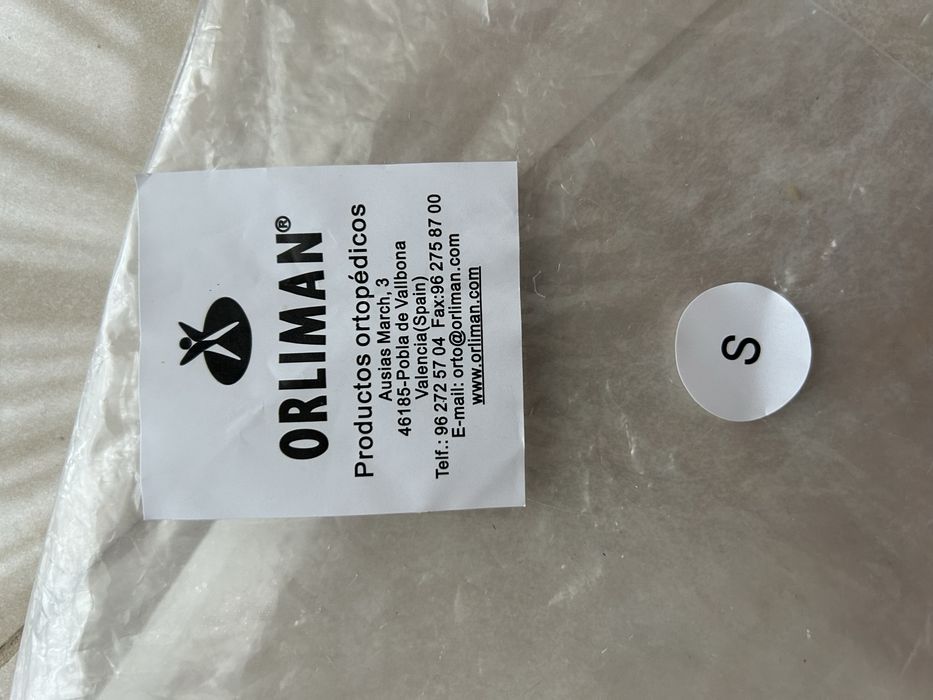 ORLIMAN®
Productos ortopédicos
Ausias March, 3
46185-Pobla de Vallbona
Valencia(Spain)
Telf.: 96 272 57 04 Fax:96 275 87 00
E-mail: orto@orliman.com
www.orliman.com
S